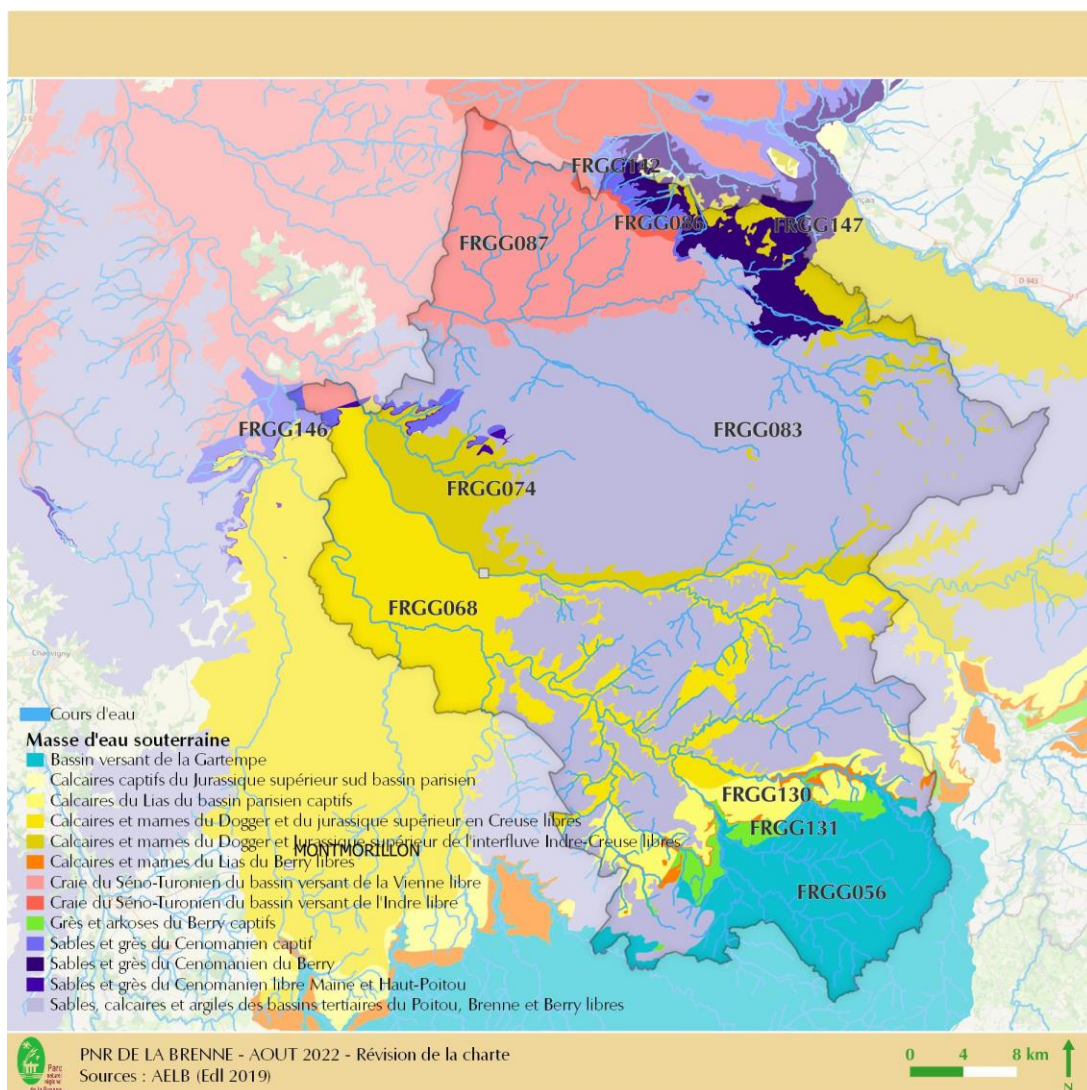 FRGG142
FRGG086
FRGG147
FRGG087
D 943
FRGG146
FRGG083
FRGG074
FRGG068
Chauvigny
Cours d'eau
Masse d'eau souterraine
Bassin versant de la Gartempe
Calcaires captifs du Jurassique supérieur sud bassin parisien
Calcaires du Lias du bassin parisien captifs
Calcaires et marnes du Dogger et du jurassique supérieur en Creuse libres
Calcaires et marnes du Dogger et Jurassique supérieur de l'interfluve Indre-Creuse libres
MONTMORILLON
Calcaires et marnes du Lias du Berry libres
Craie du Séno-Turonien du bassin versant de la Vienne libre
Craie du Séno-Turonien du bassin versant de l'Indre libre
Grès et arkoses du Berry captifs
Sables et grès du Cenomanien captif
Sables et grès du Cenomanien du Berry
Sables et grès du Cenomanien libre Maine et Haut-Poitou
Sables, calcaires et argiles des bassins tertiaires du Poitou, Brenne et Berry libres
FRGG130
FRGG131
FRGG056
Parc
PNR DE LA BRENNE - AOUT 2022 - Révision de la charte
Sources : AELB (Edl 2019)
0 4 8 km
N